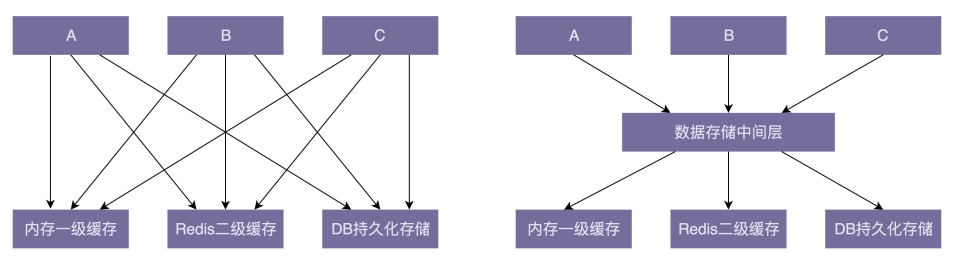 A
B
C
内存一级缓存
Redis二级缓存
DB持久化存储
A
B
C
数据存储中间层
内存一级缓存
Redis二级缓存
DB持久化存储